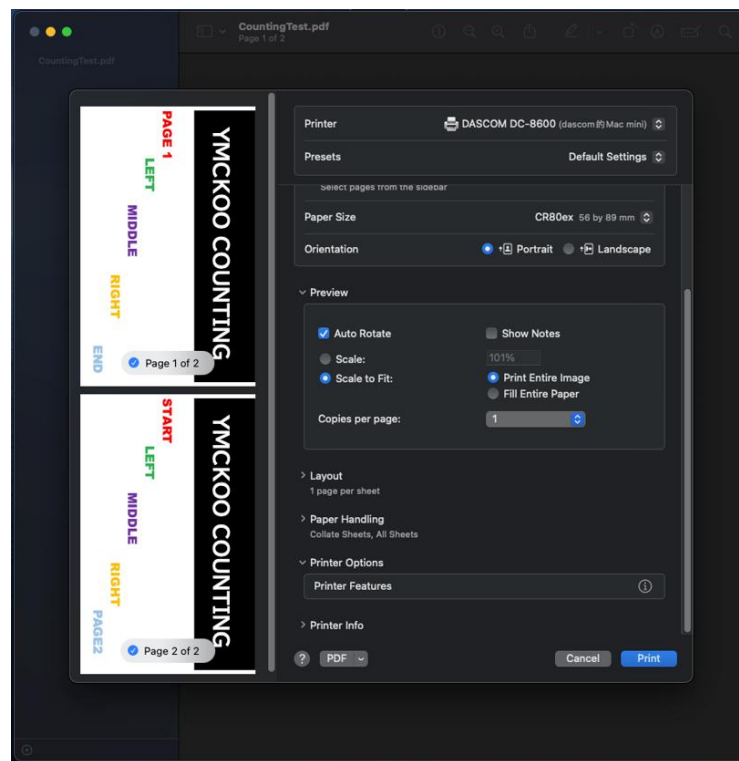 CountingTest.pdf
Page 1 of 2
CountingTest.pdf
PAGE 1
LEFT
MIDDLE
RIGHT
END
YMCKOO COUNTING
Page 1 of 2
START
LEFT
MIDDLE
RIGHT
PAGE2
YMCKOO COUNTING
Page 2 of 2
Printer DASCOM DC-8600 (dascom的Mac mini)
Presets Default Settings
Select pages from the sidebar
Paper Size CR80ex 56 by 89 mm
Orientation Portrait Landscape
Preview
Auto Rotate Show Notes
Scale: 101%
Scale to Fit: Print Entire Image
Fill Entire Paper
Copies per page: 1
Layout
1 page per sheet
Paper Handling
Collate Sheets, All Sheets
Printer Options
Printer Features
Printer Info
? PDF Cancel Print